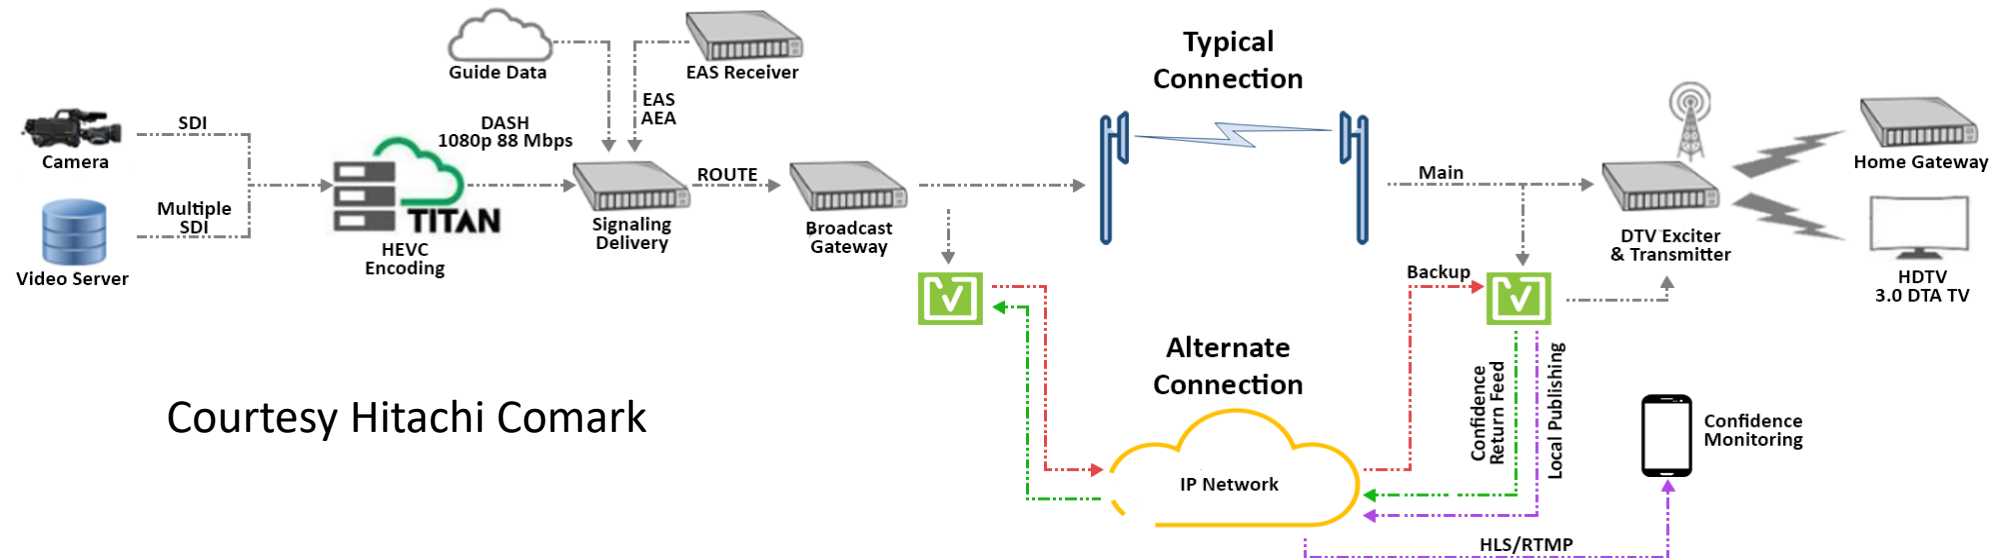 Guide Data
EAS Receiver
Typical
Connection
EAS
AEA
SDI
DASH
1080p 88 Mbps
Camera
Home Gateway
ROUTE
Main
Multiple
SDI
TITAN
Signaling
Delivery
Broadcast
Gateway
DTV Exciter
& Transmitter
HEVC
Encoding
Video Server
Backup
HDTV
3.0 DTA TV
Alternate
Connection
Confidence
Return Feed
Local Publishing
Courtesy Hitachi Comark
Confidence
Monitoring
IP Network
HLS/RTMP